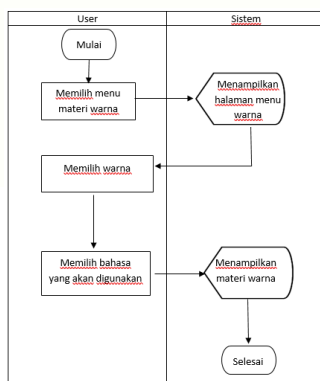 User
Sistem
Mulai
Memilih menu
materi warna
Menampilkan
halaman menu
warna
Memilih warna
Memilih bahasa
yang akan digunakan
Menampilkan
materi warna
Selesai